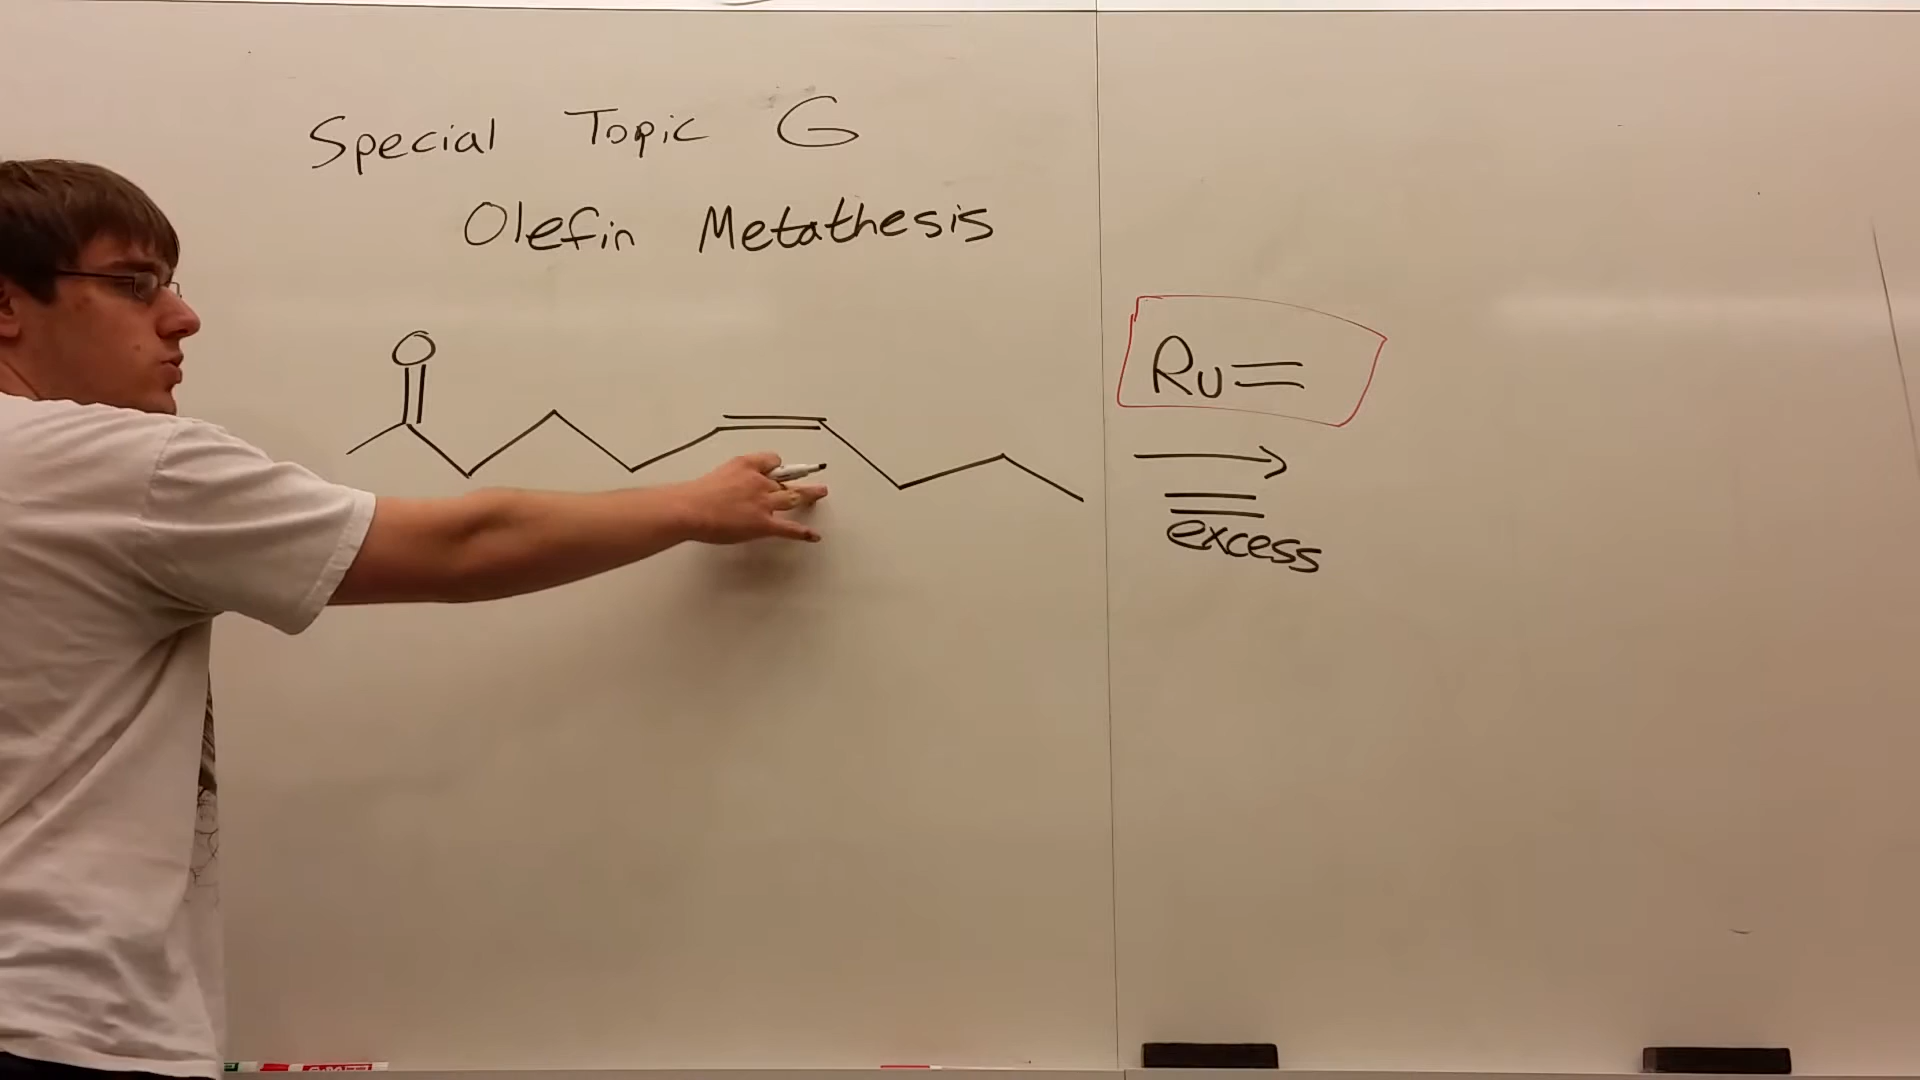 Special Topic G
Olefin Metathesis
O
Ru=
excess